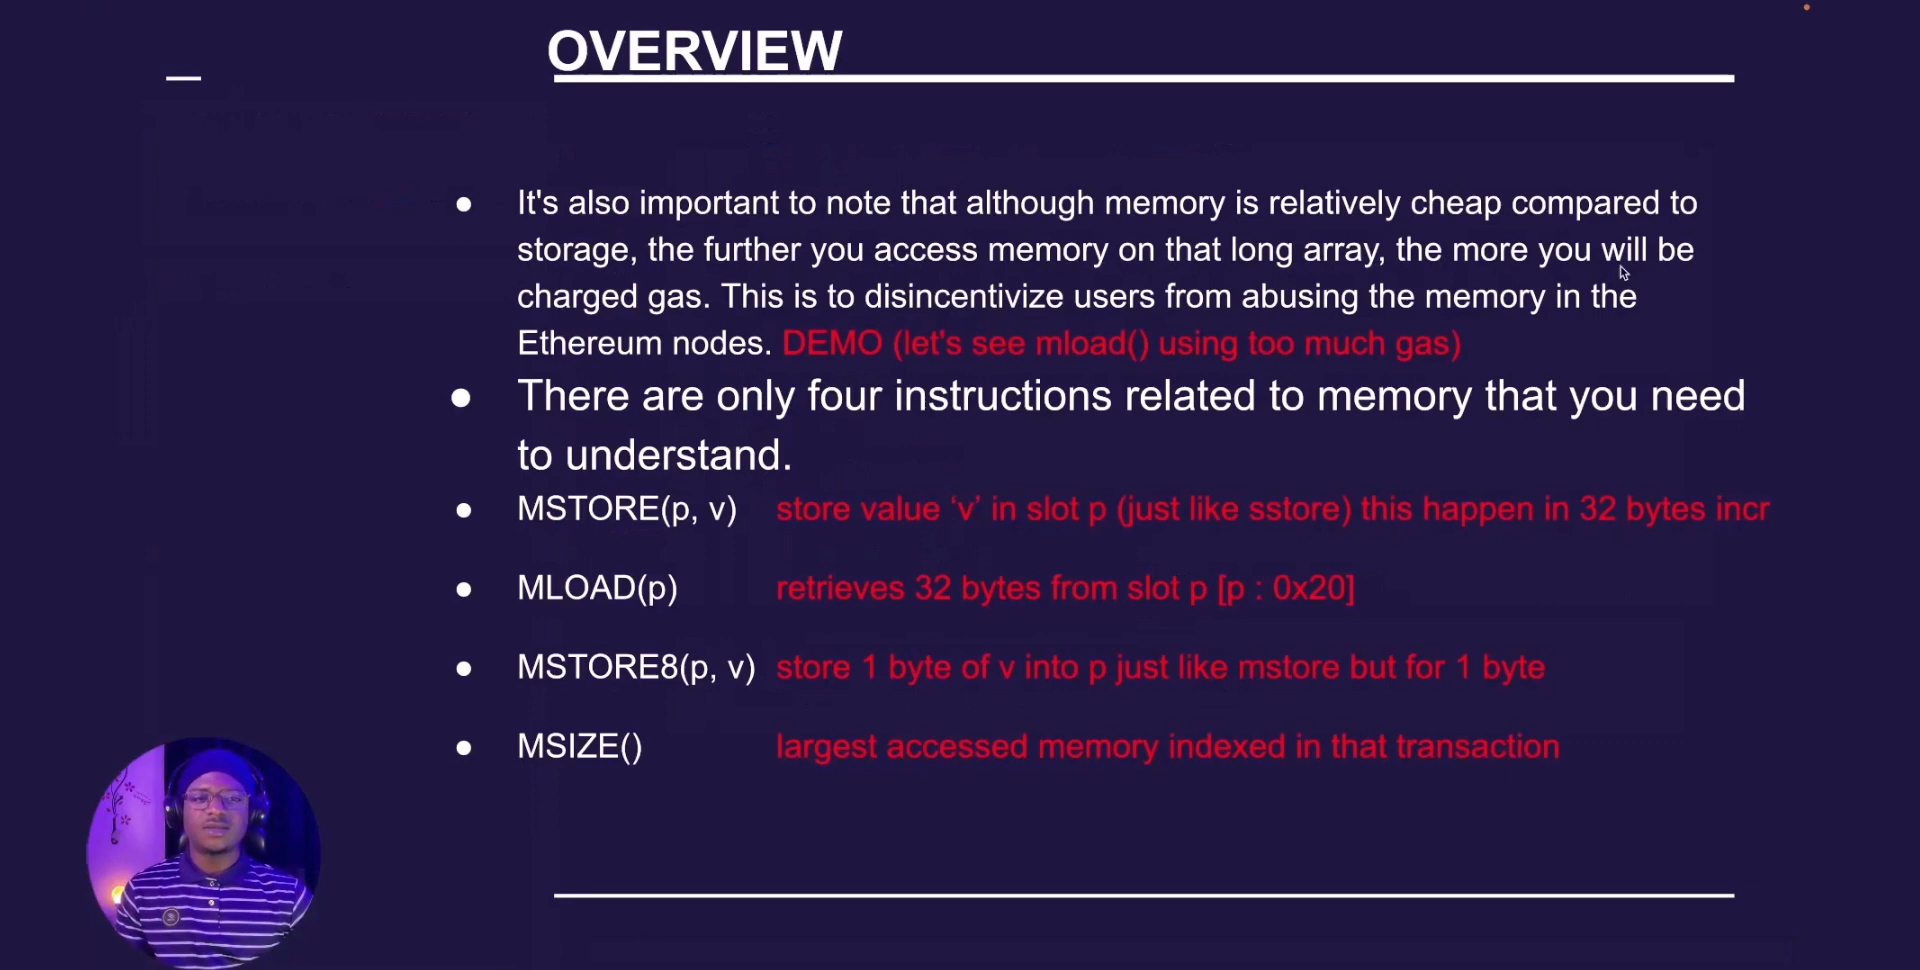 OVERVIEW
It's also important to note that although memory is relatively cheap compared to
storage, the further you access memory on that long array, the more you will be
charged gas. This is to disincentivize users from abusing the memory in the
Ethereum nodes. DEMO (let's see mload() using too much gas)
There are only four instructions related to memory that you need
to understand.
MSTORE(p, v) store value ‘v’ in slot p (just like sstore) this happen in 32 bytes incr
MLOAD(p) retrieves 32 bytes from slot p [p : 0x20]
MSTORE8(p, v) store 1 byte of v into p just like mstore but for 1 byte
MSIZE() largest accessed memory indexed in that transaction